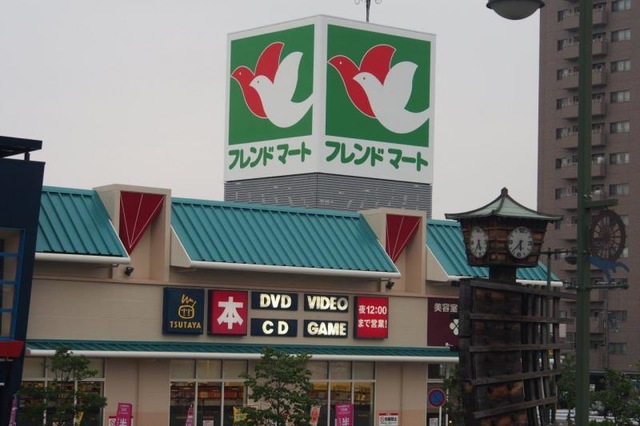 フレンドマート
フレンドマート
TSUTAYA
本
DVD VIDEO
CD GAME
夜12:00
まで営業!
美容室